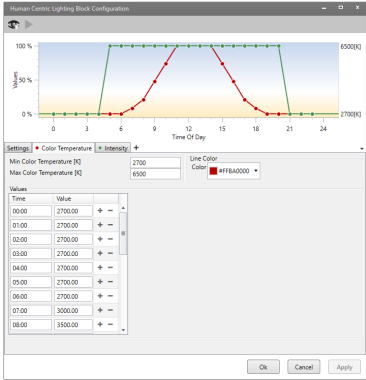 Human Centric Lighting Block Configuration
100 %
6500[K]
Values
50 %
0 %
2700[K]
0 3 6 9 12 15 18 21 24
Time Of Day
Settings Color Temperature Intensity +
Min Color Temperature [K] 2700
Max Color Temperature [K] 6500
Line Color
Color #FFBA0000
Values
Time Value
00:00 2700.00 + −
01:00 2700.00 + −
02:00 2700.00 + −
03:00 2700.00 + −
04:00 2700.00 + −
05:00 2700.00 + −
06:00 2700.00 + −
07:00 3000.00 + −
08:00 3500.00 + −
Ok Cancel Apply